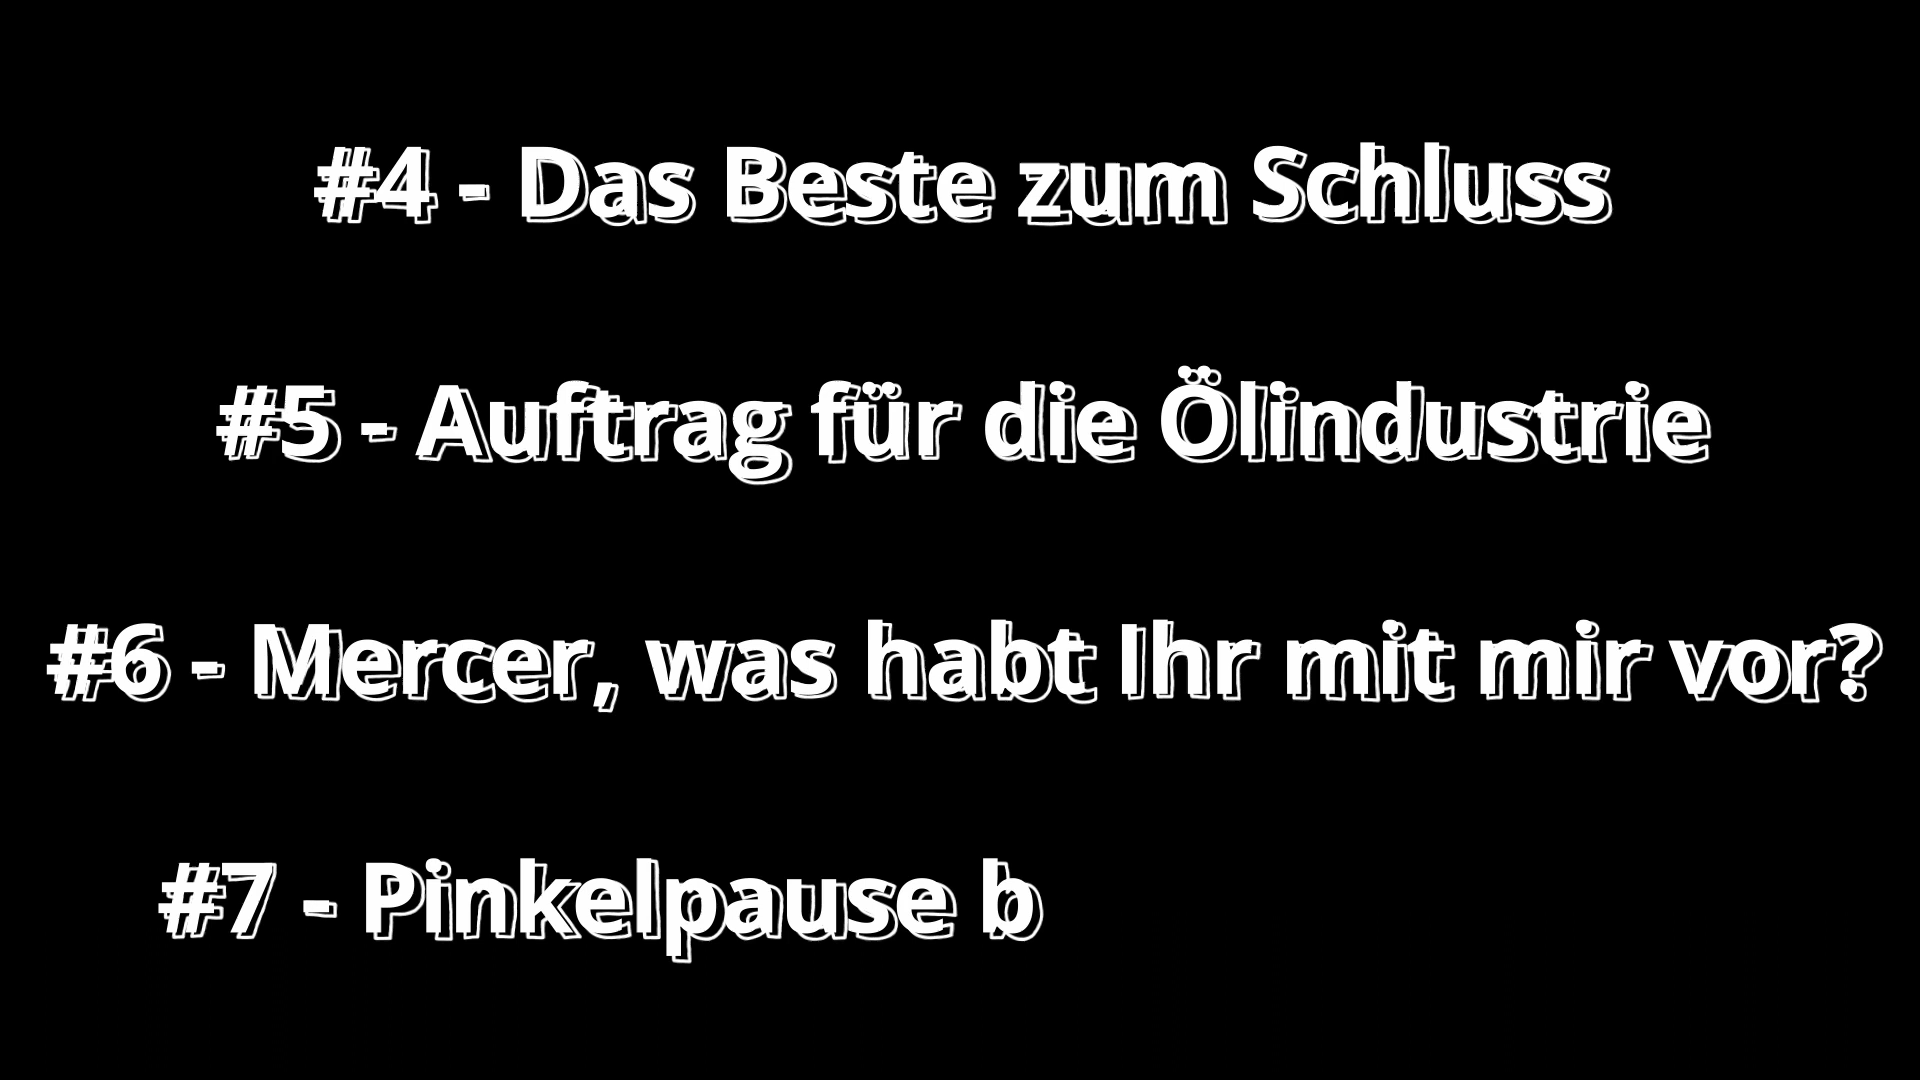 #4 - Das Beste zum Schluss
#5 - Auftrag für die Ölindustrie
#6 - Mercer, was habt Ihr mit mir vor?
#7 - Pinkelpause b